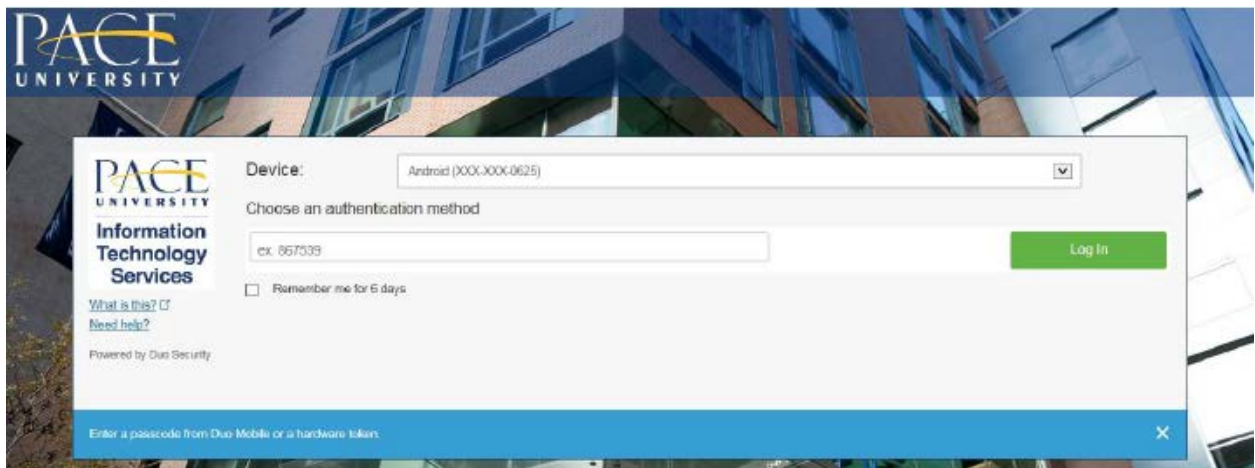 PACE
UNIVERSITY
PACE
UNIVERSITY
Information
Technology
Services
What is this?
Need help?
Powered by Duo Security
Device:
Android (XXX-XXX-0625)
Choose an authentication method
ex. 867539
Log In
Remember me for 6 days
Enter a passcode from Duo Mobile or a hardware token.